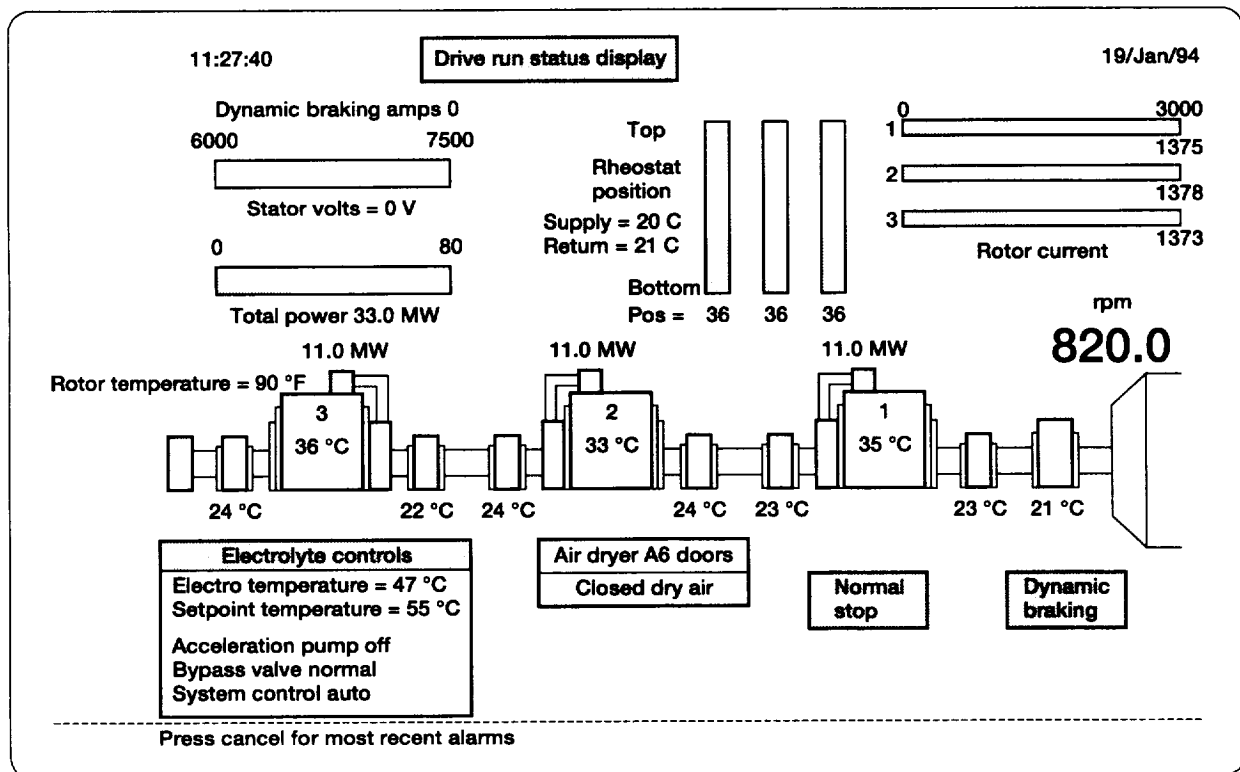 11:27:40
Drive run status display
19/Jan/94
Dynamic braking amps 0
6000 7500
Stator volts = 0 V
0 80
Total power 33.0 MW
Top
Rheostat
position
Supply = 20 C
Return = 21 C
Bottom
Pos = 36 36 36
0 3000
1
1375
2
1378
3
1373
Rotor current
rpm
820.0
11.0 MW 11.0 MW 11.0 MW
Rotor temperature = 90 °F
3 2 1
36 °C 33 °C 35 °C
24 °C 22 °C 24 °C 24 °C 23 °C 23 °C 21 °C
Electrolyte controls
Electro temperature = 47 °C
Setpoint temperature = 55 °C
Acceleration pump off
Bypass valve normal
System control auto
Air dryer A6 doors
Closed dry air
Normal
stop
Dynamic
braking
Press cancel for most recent alarms